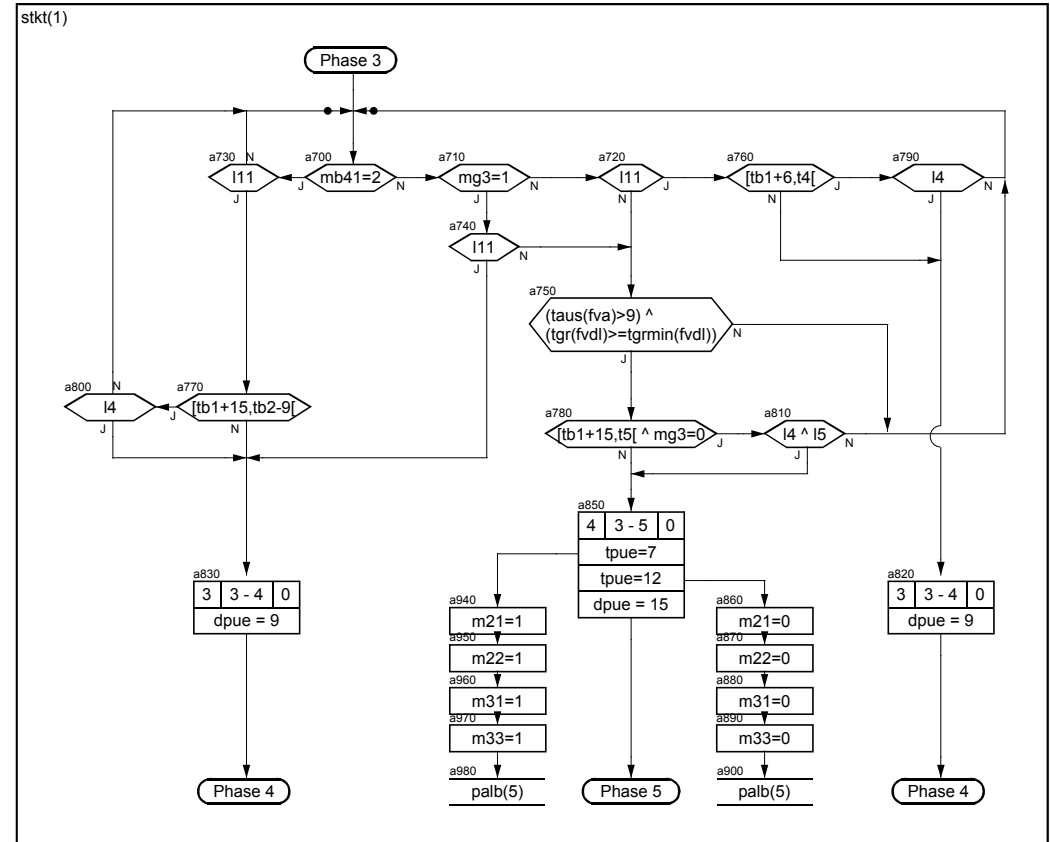 stkt(1)
Phase 3
a730 N
l11
J
a700
mb41=2
J
N
a710
mg3=1
N
J
a720
l11
J
N
a760
[tb1+6,t4[
J
N
a790
l4
N
J
a740
l11
N
J
a750
(taus(fva)>9) ^
(tgr(fvdl)>=tgrmin(fvdl))
N
J
a800 N
l4
J
a770
[tb1+15,tb2-9[
J
N
a780
[tb1+15,t5[ ^ mg3=0
J
N
a810
l4 ^ l5
N
J
a850
4 3 - 5 0
tpue=7
tpue=12
dpue = 15
a830
3 3 - 4 0
dpue = 9
a820
3 3 - 4 0
dpue = 9
a940
m21=1
a950
m22=1
a960
m31=1
a970
m33=1
a980
palb(5)
a860
m21=0
a870
m22=0
a880
m31=0
a890
m33=0
a900
palb(5)
Phase 4
Phase 5
Phase 4